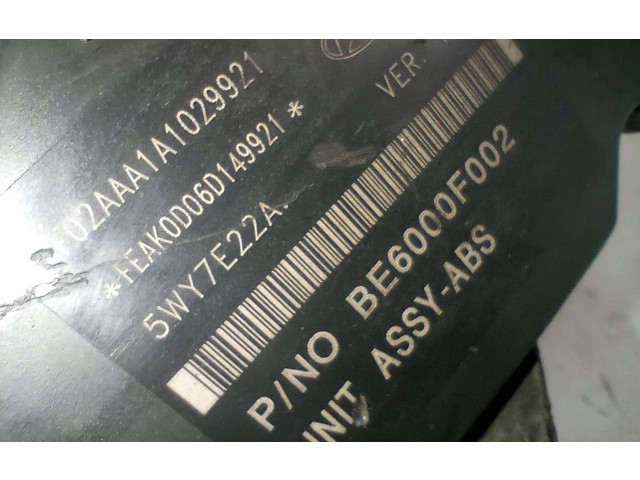 VER.
02AAA1A1029921
*FEAK0D06D149921*
5WY7E22A
P/NO BE6000F002
UNIT ASSY-ABS